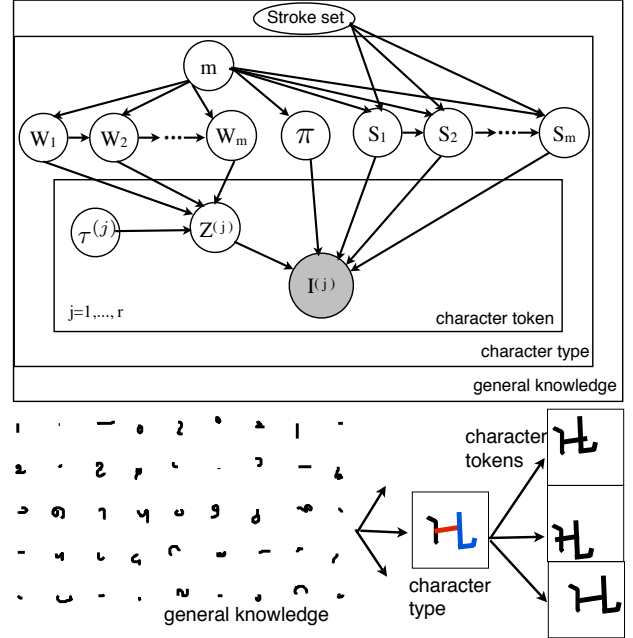 Stroke set
m
W1 W2 Wm π S1 S2 Sm
τ(j) Z(j)
I(j)
j=1,..., r
character token
character type
general knowledge
character
tokens
character
type
general knowledge